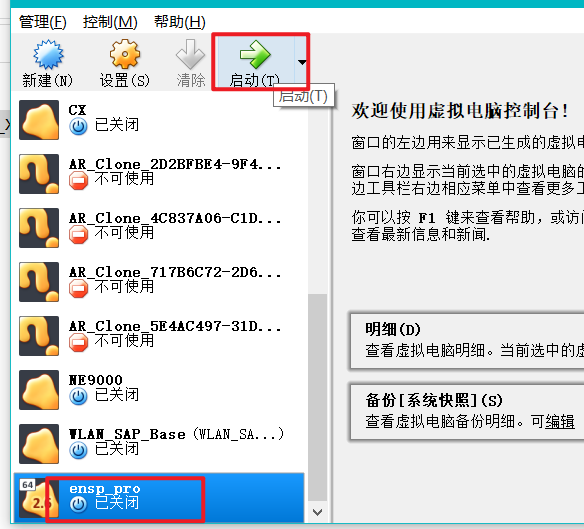 管理(F) 控制(M) 帮助(H)
新建(N) 设置(S) 清除 启动(T)
启动(T)
CX
已关闭
AR_Clone_2D2BFBE4-9F4...
不可使用
AR_Clone_4C837A06-C1D...
不可使用
AR_Clone_717B6C72-2D6...
不可使用
AR_Clone_5E4AC497-31D...
不可使用
NE9000
已关闭
WLAN_SAP_Base (WLAN_SA...)
已关闭
64
2.6
ensp_pro
已关闭
欢迎使用虚拟电脑控制台!
窗口的左边用来显示已生成的虚拟
窗口右边显示当前选中的虚拟电脑的
边工具栏右边相应菜单中查看更多
你可以按 F1 键来查看帮助，或访
查看最新信息和新闻.
明细(D)
查看虚拟电脑明细。当前选中的
备份[系统快照](S)
查看虚拟电脑备份明细。可编辑